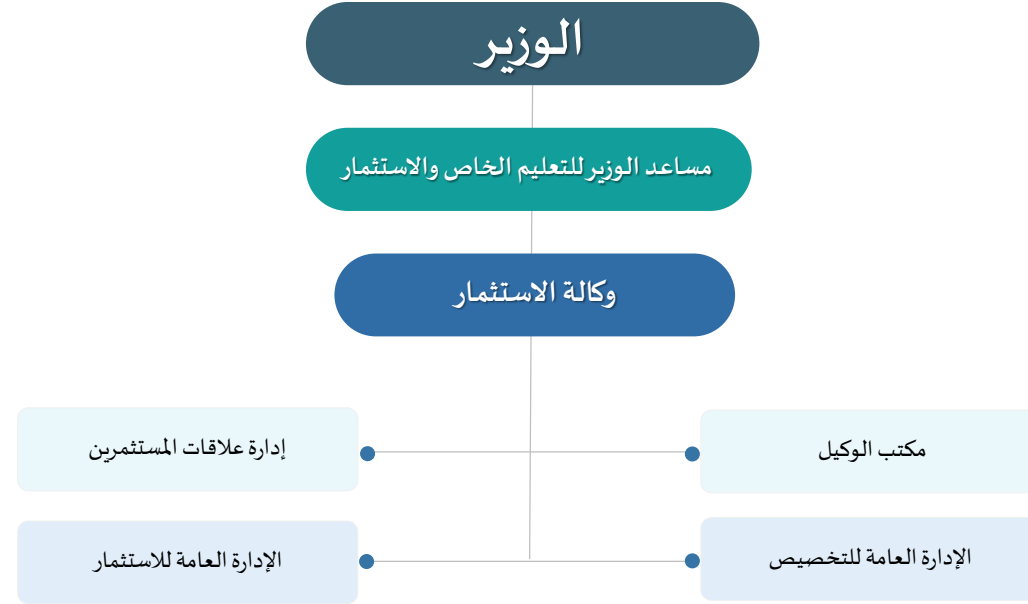 الوزير
مساعد الوزير للتعليم الخاص والاستثمار
وكالة الاستثمار
مكتب الوكيل
إدارة علاقات المستثمرين
الإدارة العامة للتخصيص
الإدارة العامة للاستثمار